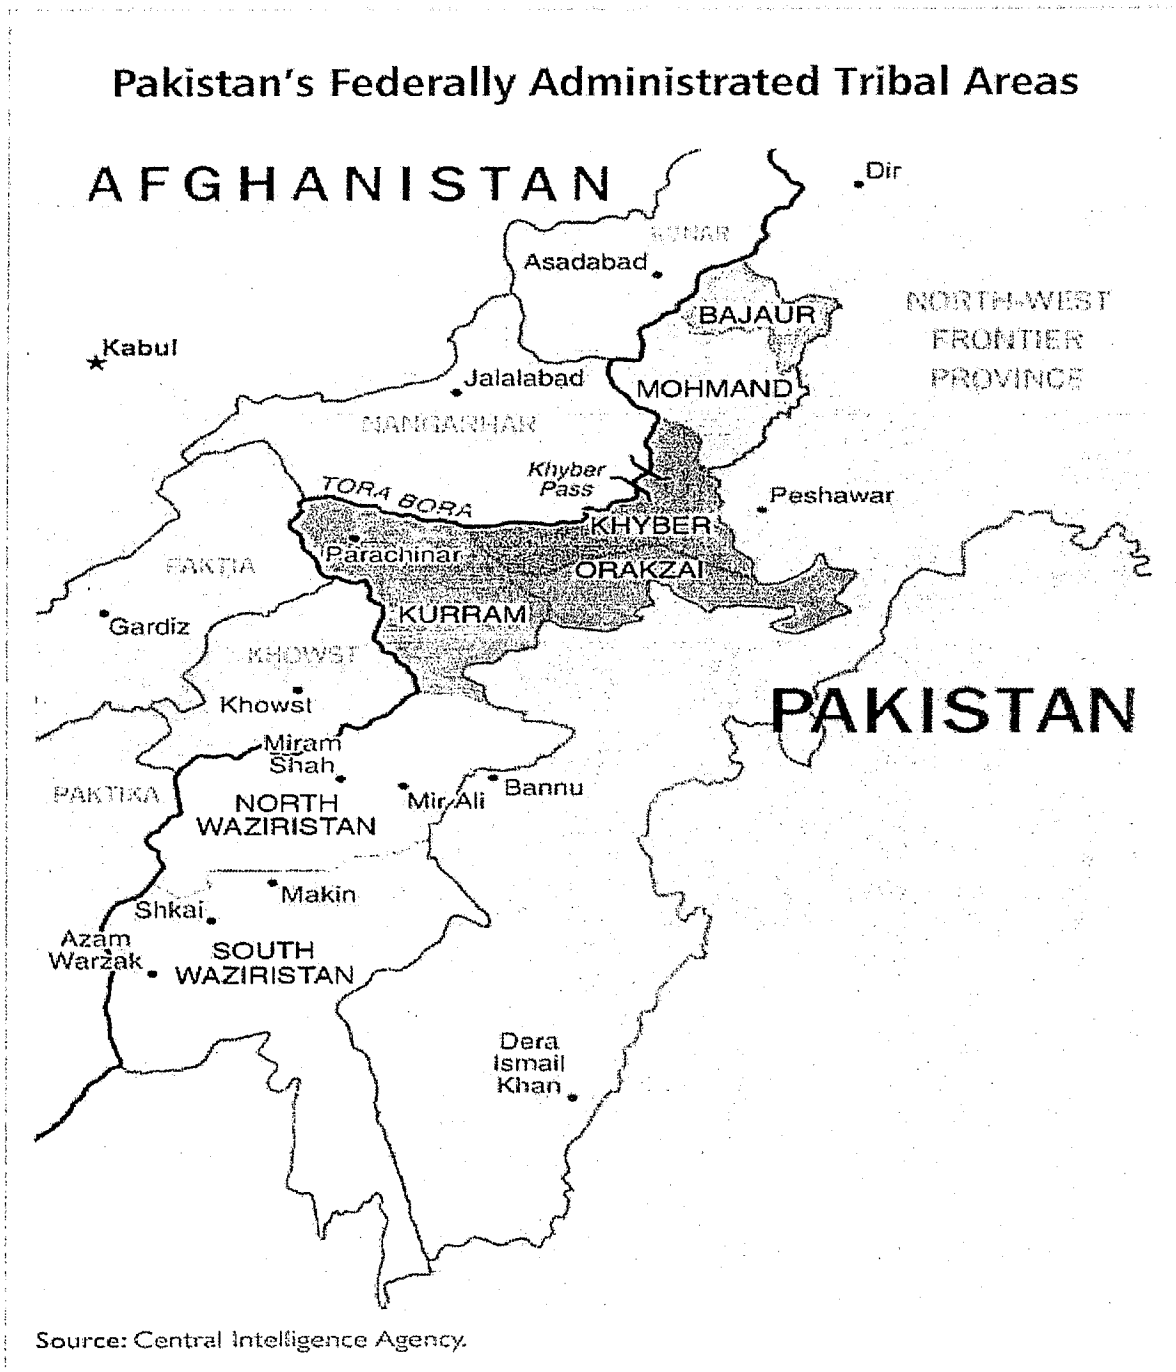 Pakistan's Federally Administrated Tribal Areas
AFGHANISTAN
Dir
KUNAR
Asadabad
BAJAUR
NORTH-WEST
FRONTIER
PROVINCE
Kabul
Jalalabad
MOHMAND
NANGARHAR
Khyber
Pass
TORA BORA
Peshawar
KHYBER
Parachinar
ORAKZAI
PAKTIA
KURRAM
Gardiz
KHOWST
Khowst
PAKISTAN
Miram
Shah
Bannu
Mir Ali
PAKTIKA
NORTH
WAZIRISTAN
Makin
Shkai
Azam
Warzak
SOUTH
WAZIRISTAN
Dera
Ismail
Khan
Source: Central Intelligence Agency.